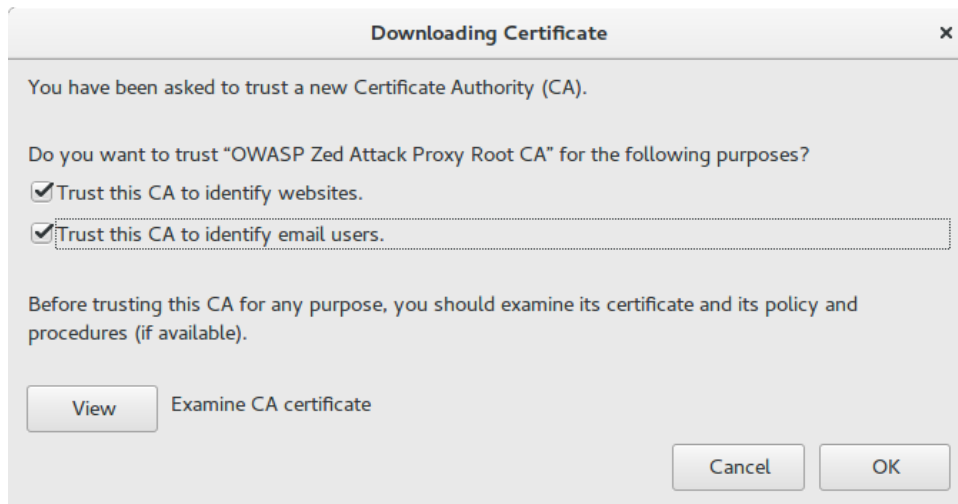 Downloading Certificate
You have been asked to trust a new Certificate Authority (CA).
Do you want to trust “OWASP Zed Attack Proxy Root CA” for the following purposes?
Trust this CA to identify websites.
Trust this CA to identify email users.
Before trusting this CA for any purpose, you should examine its certificate and its policy and
procedures (if available).
View Examine CA certificate
Cancel OK